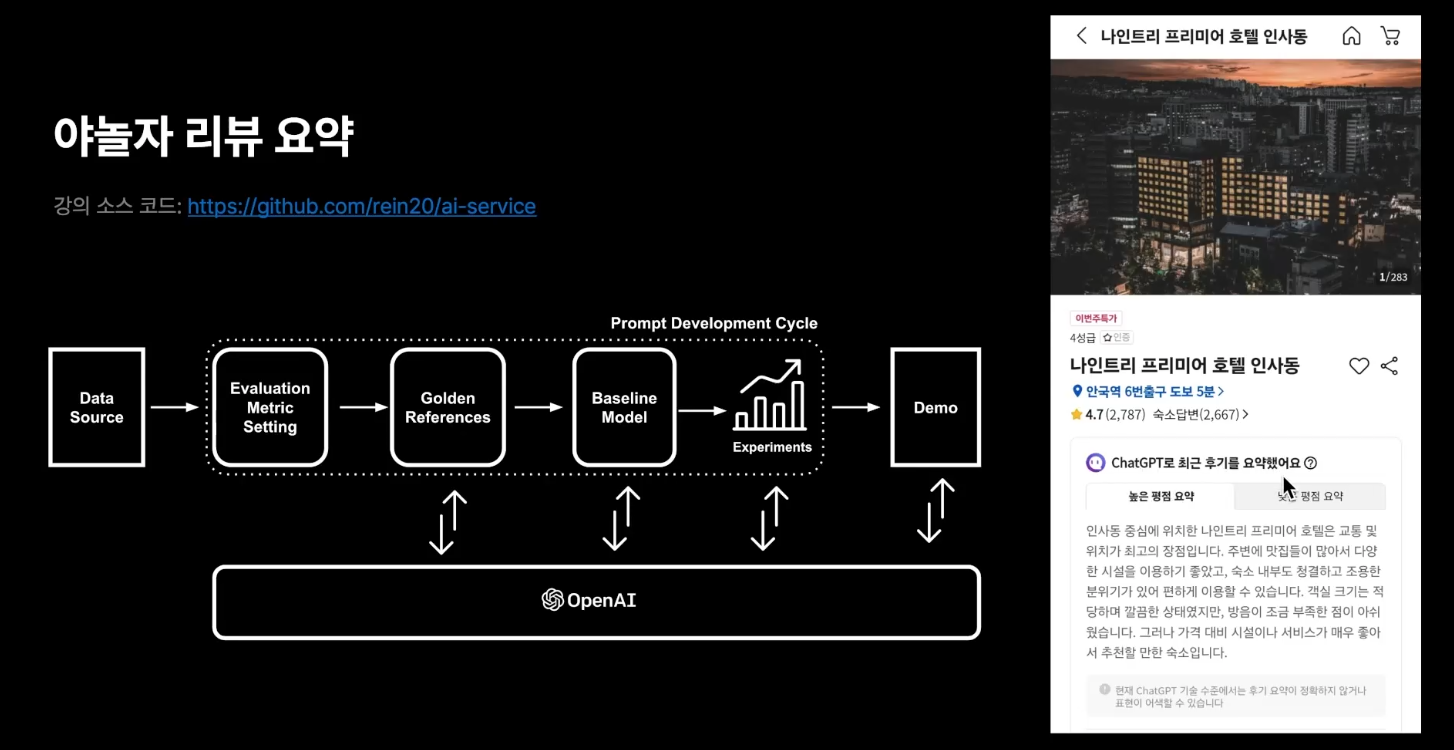 야놀자 리뷰 요약
강의 소스 코드: https://github.com/rein20/ai-service
Prompt Development Cycle
Data
Source
Evaluation
Metric
Setting
Golden
References
Baseline
Model
Experiments
Demo
OpenAI
나인트리 프리미어 호텔 인사동
1/283
이번주특가
4성급 인증
나인트리 프리미어 호텔 인사동
안국역 6번출구 도보 5분
4.7 (2,787) 숙소답변(2,667)
ChatGPT로 최근 후기를 요약했어요
높은 평점 요약
평점 요약
인사동 중심에 위치한 나인트리 프리미어 호텔은 교통 및
위치가 최고의 장점입니다. 주변에 맛집들이 많아서 다양
한 시설을 이용하기 좋았고, 숙소 내부도 청결하고 조용한
분위기가 있어 편하게 이용할 수 있습니다. 객실 크기는 적
당하며 깔끔한 상태였지만, 방음이 조금 부족한 점이 아쉬
웠습니다. 그러나 가격 대비 시설이나 서비스가 매우 좋아
서 추천할 만한 숙소입니다.
현재 ChatGPT 기술 수준에서는 후기 요약이 정확하지 않거나
표현이 어색할 수 있습니다